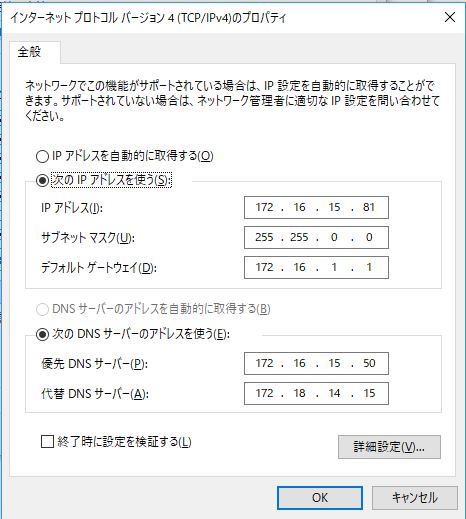 インターネット プロトコル バージョン 4 (TCP/IPv4)のプロパティ
全般
ネットワークでこの機能がサポートされている場合は、IP 設定を自動的に取得することがで
きます。サポートされていない場合は、ネットワーク管理者に適切な IP 設定を問い合わせて
ください。
IP アドレスを自動的に取得する(O)
次の IP アドレスを使う(S):
IP アドレス(I): 172 . 16 . 15 . 81
サブネット マスク(U): 255 . 255 . 0 . 0
デフォルト ゲートウェイ(D): 172 . 16 . 1 . 1
DNS サーバーのアドレスを自動的に取得する(B)
次の DNS サーバーのアドレスを使う(E):
優先 DNS サーバー(P): 172 . 16 . 15 . 50
代替 DNS サーバー(A): 172 . 18 . 14 . 15
終了時に設定を検証する(L)
詳細設定(V)...
OK キャンセル